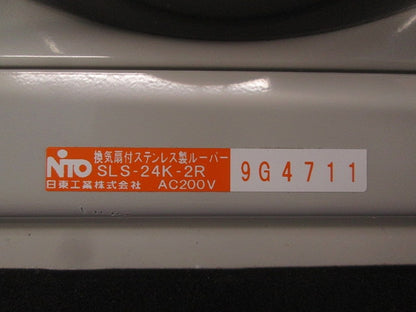 NITO 換気扇付ステンレス製ルーバー
SLS-24K-2R 9G4711
日東工業株式会社 AC200V